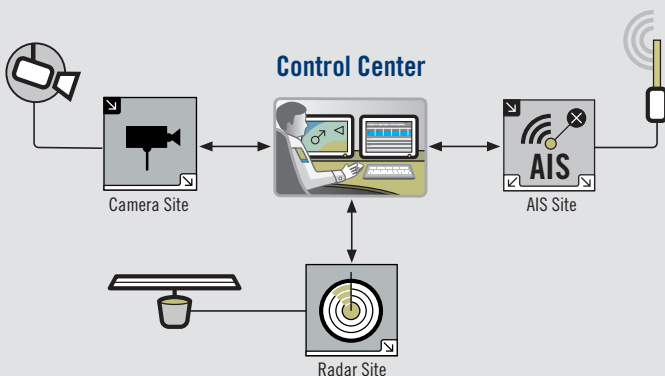 Control Center
AIS
Camera Site
AIS Site
Radar Site